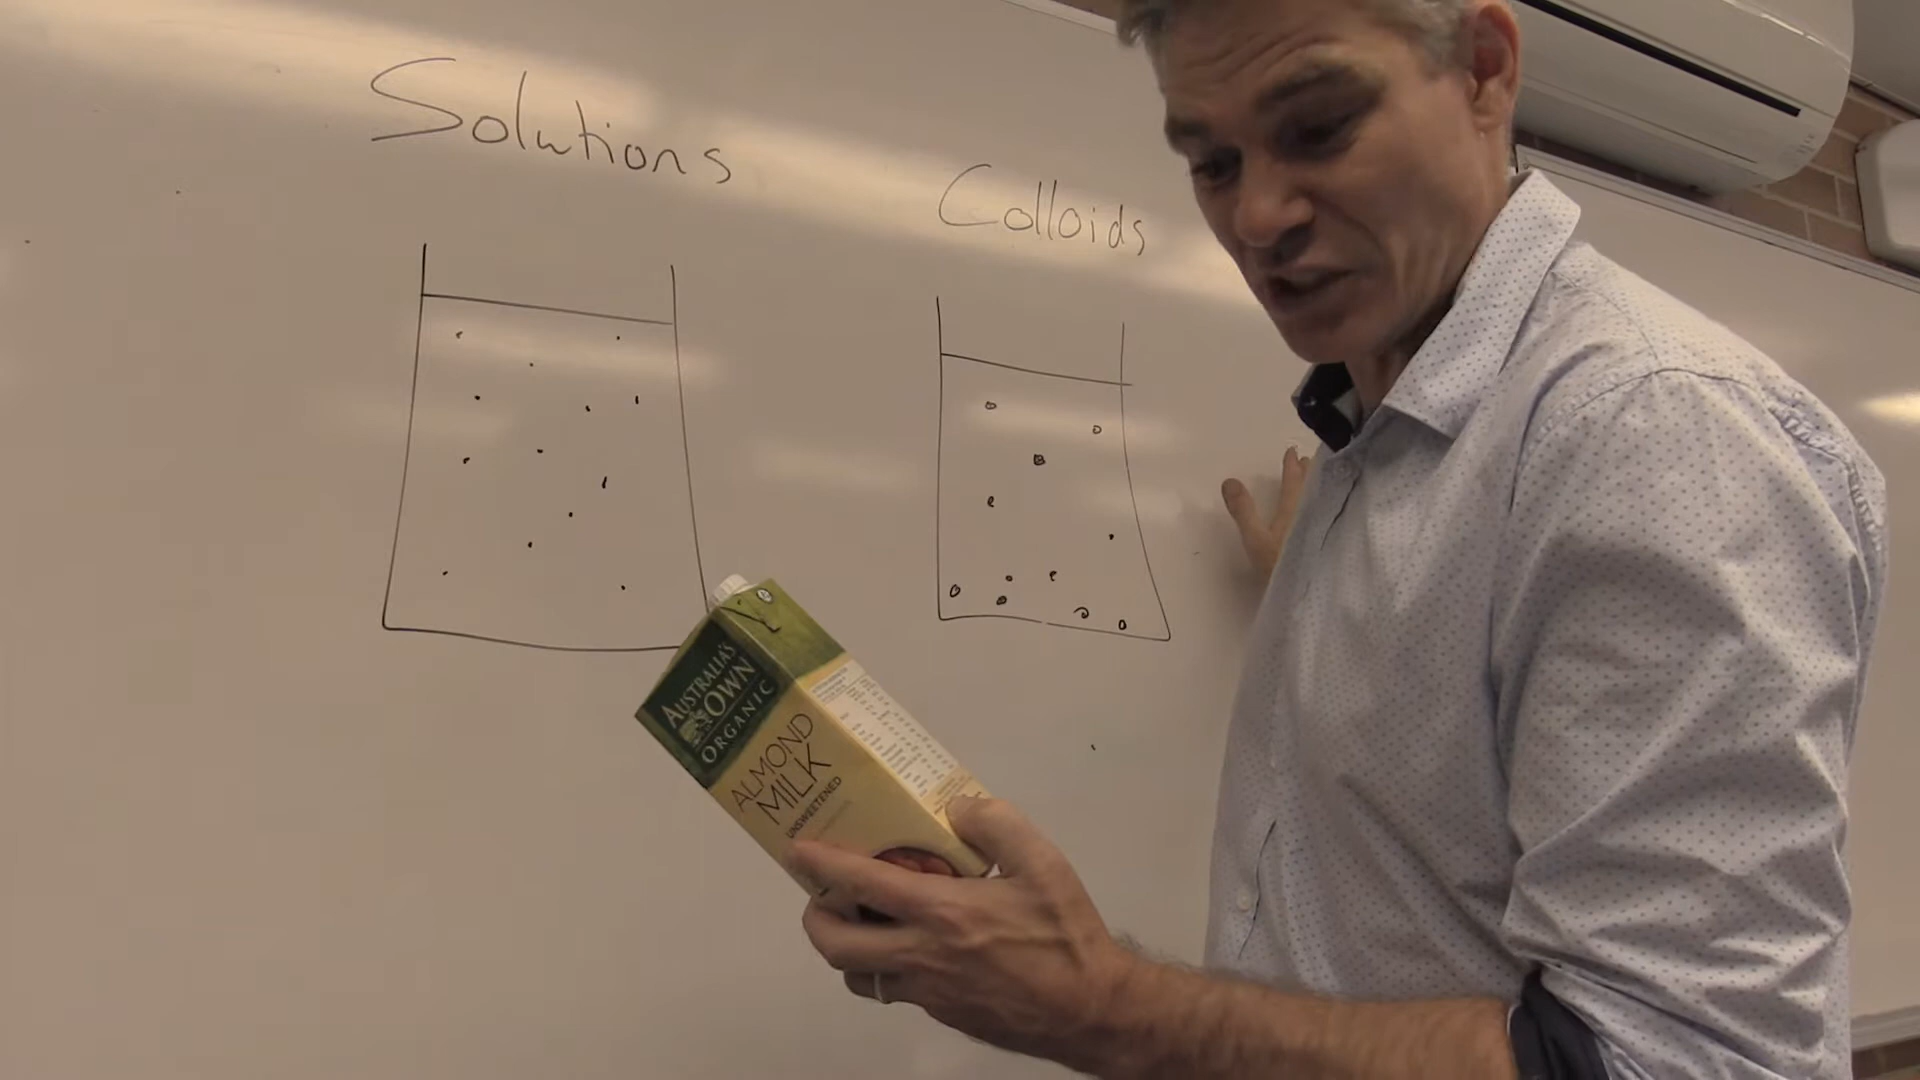 Solutions
Colloids
AUSTRALIA'S
OWN
ORGANIC
ALMOND
MILK
UNSWEETENED